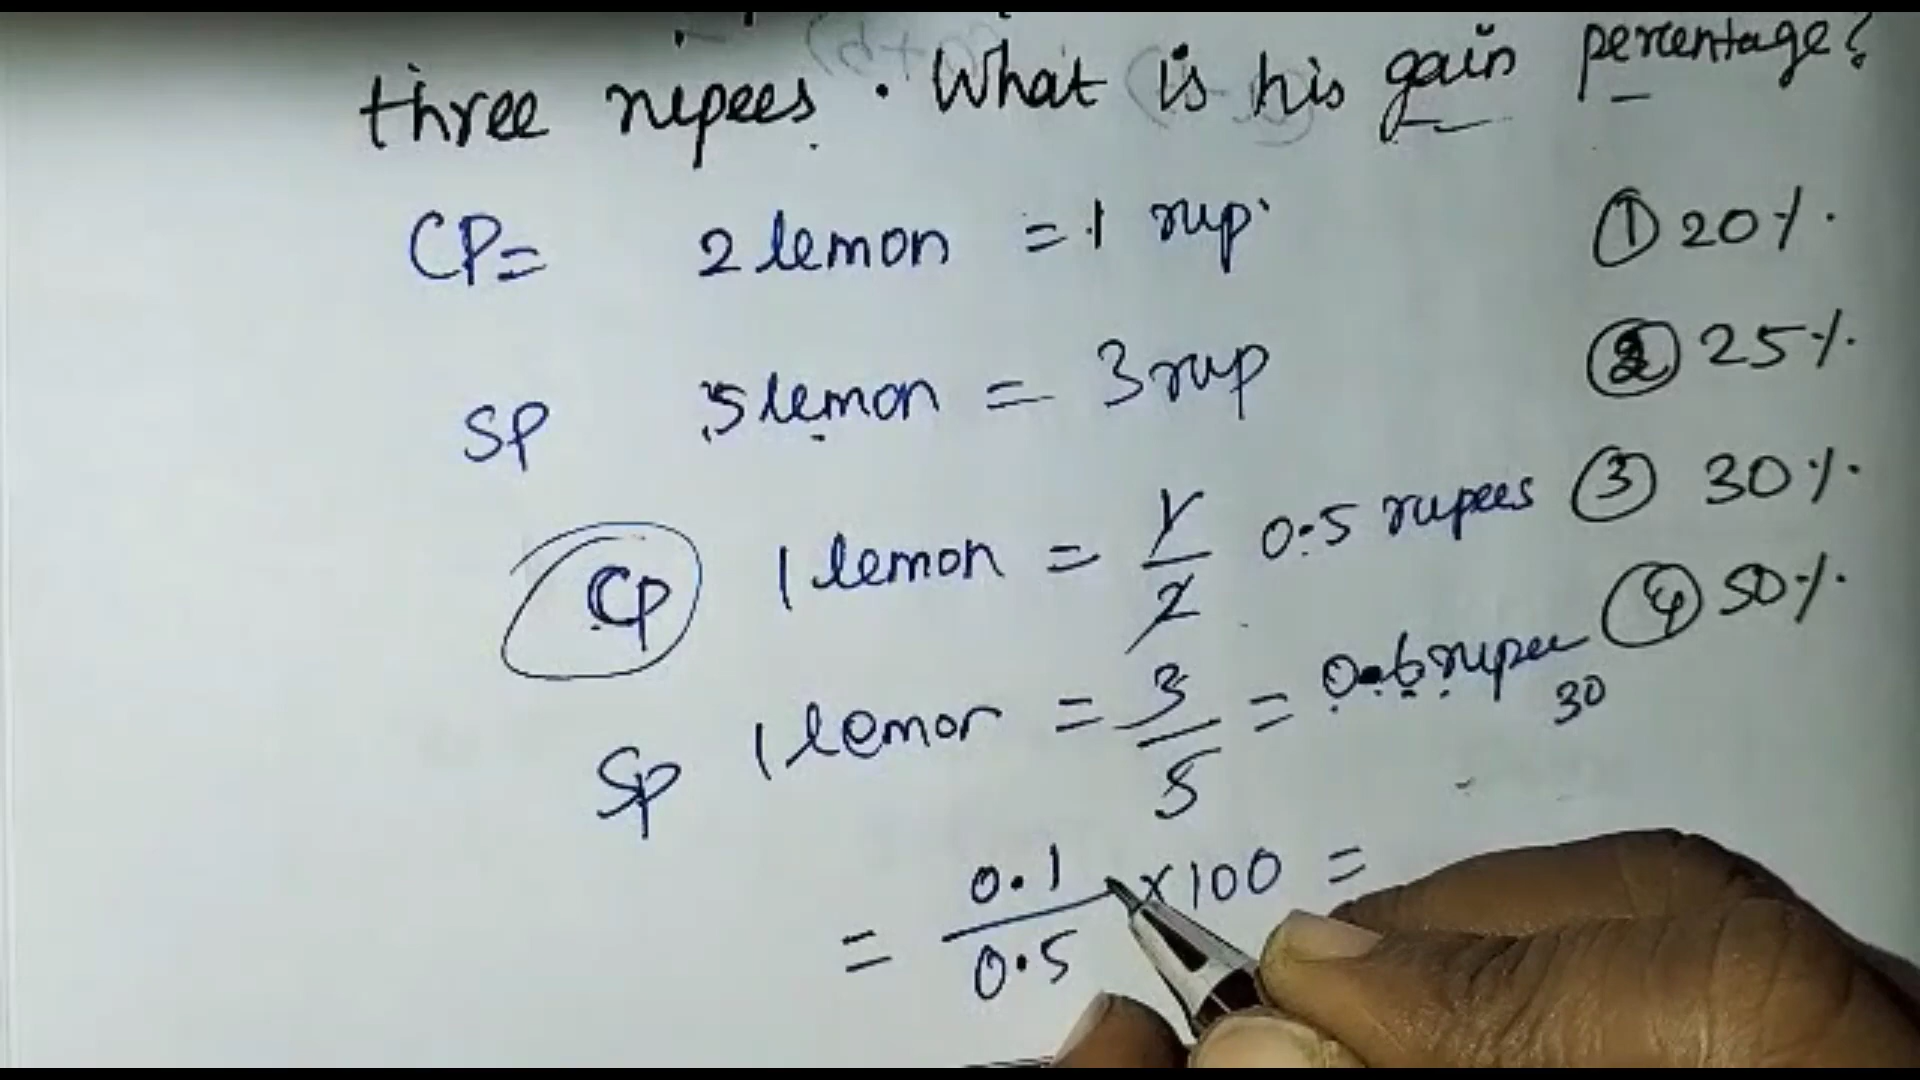 three rupees. What is his gain percentage?
CP= 2 lemon = 1 rup.
① 20%.
SP 5 lemon = 3 rup
② 25%.
CP 1 lemon = 1/2 0.5 rupees
③ 30%.
④ 50%.
SP 1 lemon = 3/5 = 0.6 rupee
30
= 0.1/0.5 × 100 =